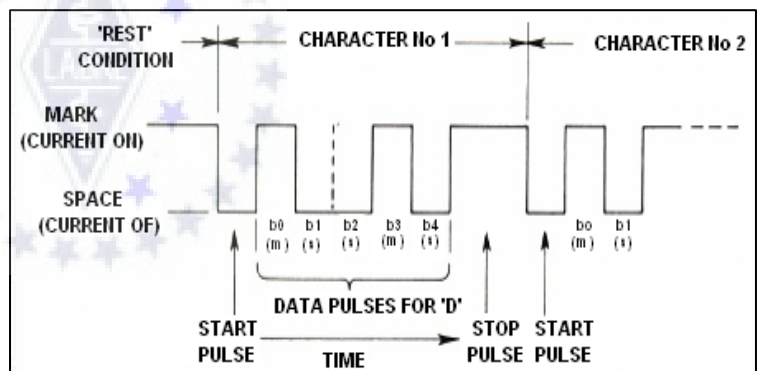 'REST' CONDITION
CHARACTER No 1
CHARACTER No 2
MARK
(CURRENT ON)
SPACE
(CURRENT OF)
b0 b1 b2 b3 b4 bo b1
(m) (s) (s) (m) (s) (m) (s)
DATA PULSES FOR 'D'
START PULSE
TIME
STOP PULSE
START PULSE